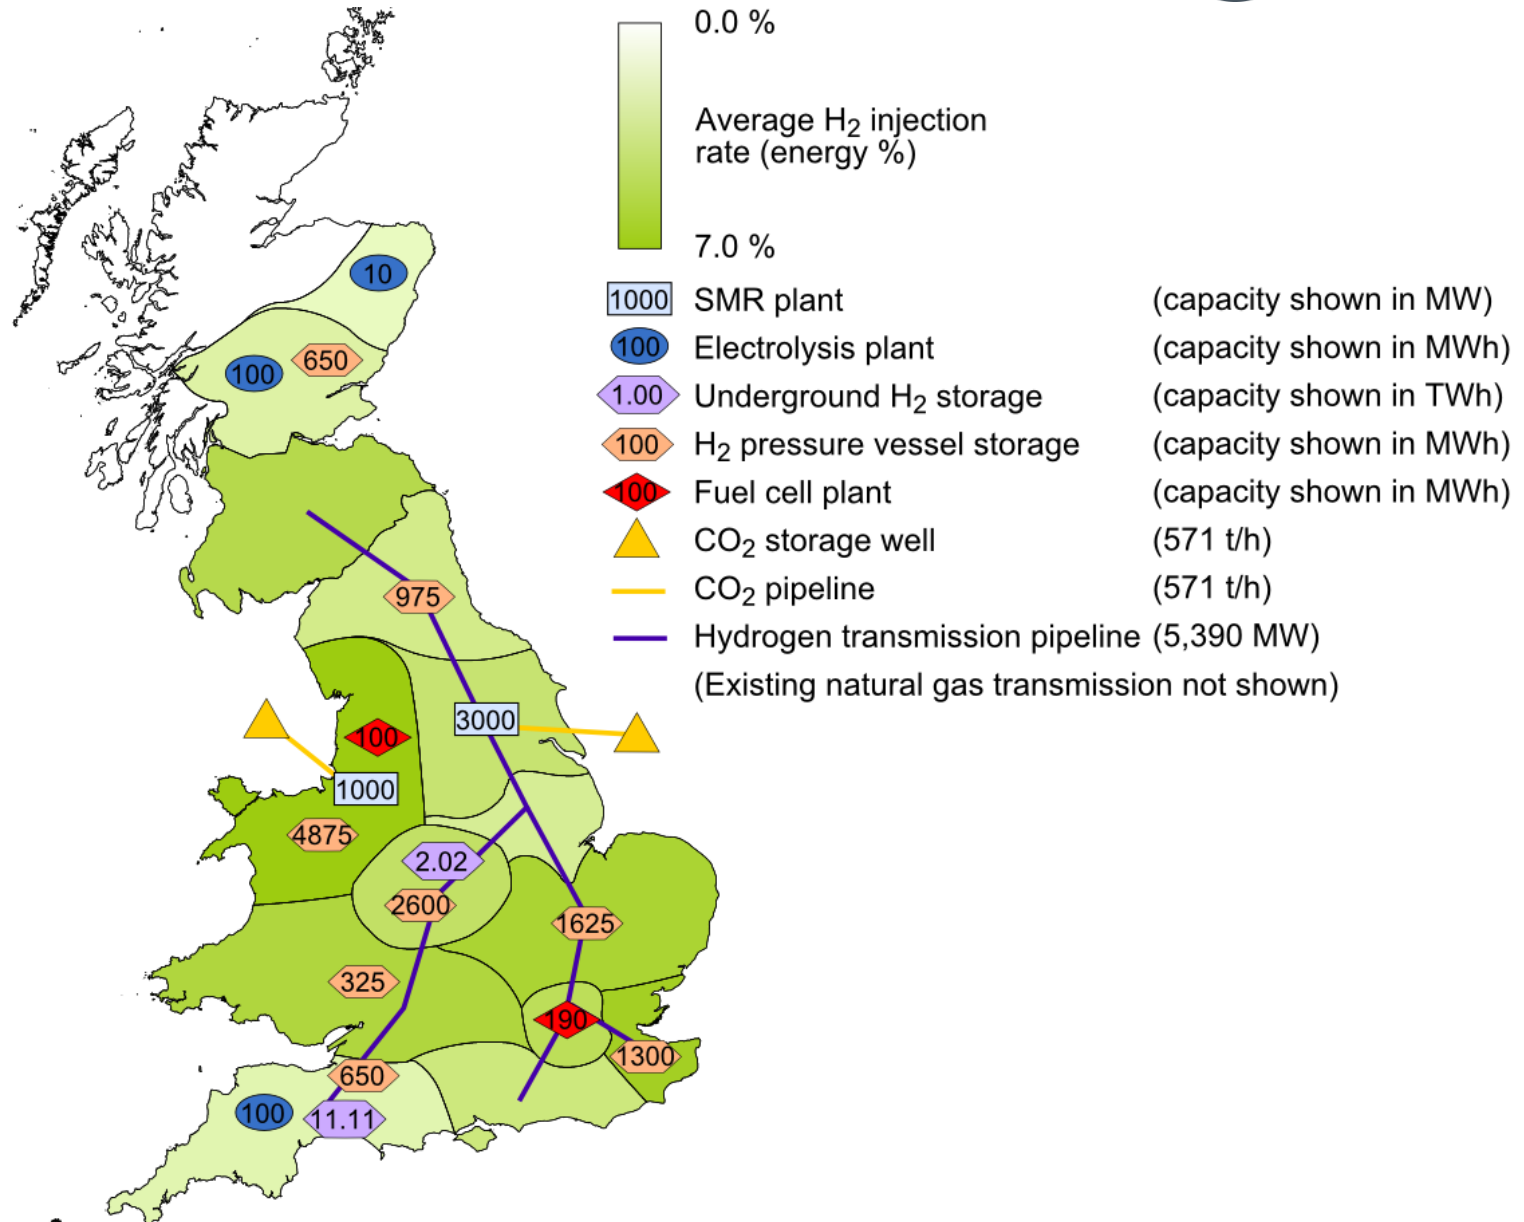 0.0 %
Average H₂ injection
rate (energy %)
7.0 %
1000 SMR plant (capacity shown in MW)
100 Electrolysis plant (capacity shown in MWh)
1.00 Underground H₂ storage (capacity shown in TWh)
100 H₂ pressure vessel storage (capacity shown in MWh)
100 Fuel cell plant (capacity shown in MWh)
CO₂ storage well (571 t/h)
CO₂ pipeline (571 t/h)
Hydrogen transmission pipeline (5,390 MW)
(Existing natural gas transmission not shown)
10
650
100
975
3000
100
1000
4875
2.02
2600
1625
325
190
1300
650
100
11.11